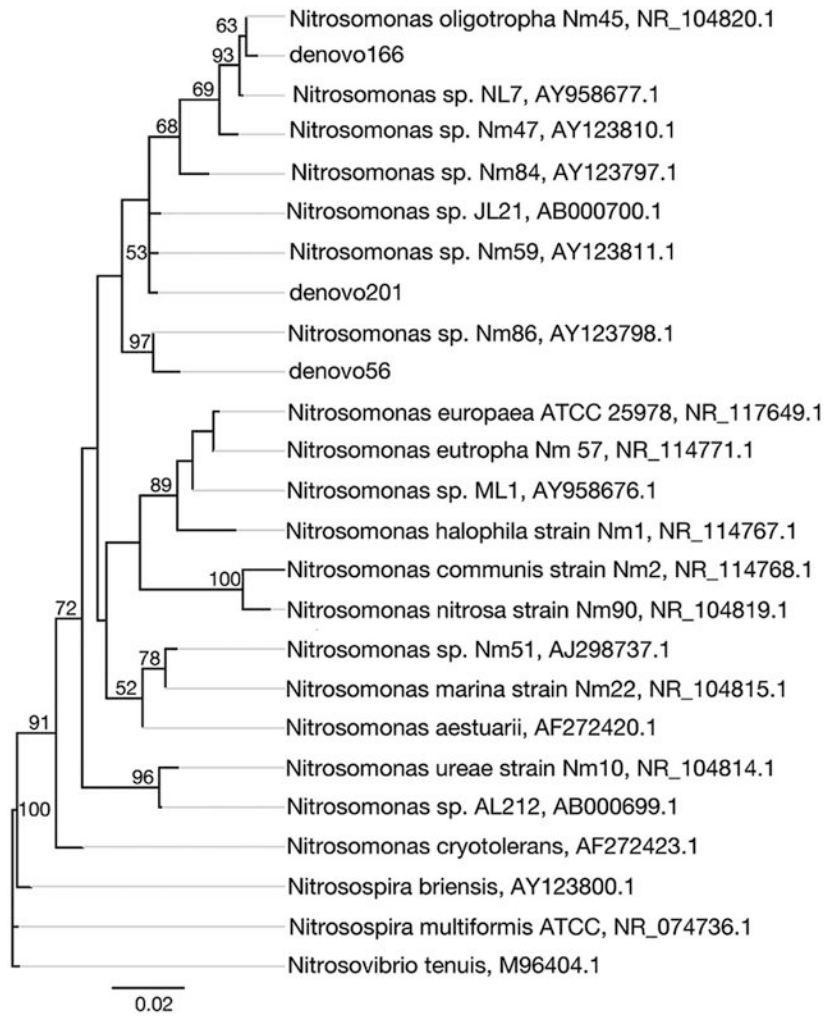 63
Nitrosomonas oligotropha Nm45, NR_104820.1
93
denovo166
69
Nitrosomonas sp. NL7, AY958677.1
68
Nitrosomonas sp. Nm47, AY123810.1
Nitrosomonas sp. Nm84, AY123797.1
Nitrosomonas sp. JL21, AB000700.1
53
Nitrosomonas sp. Nm59, AY123811.1
denovo201
97
Nitrosomonas sp. Nm86, AY123798.1
denovo56
Nitrosomonas europaea ATCC 25978, NR_117649.1
Nitrosomonas eutropha Nm 57, NR_114771.1
89
Nitrosomonas sp. ML1, AY958676.1
Nitrosomonas halophila strain Nm1, NR_114767.1
100
Nitrosomonas communis strain Nm2, NR_114768.1
72
Nitrosomonas nitrosa strain Nm90, NR_104819.1
78
Nitrosomonas sp. Nm51, AJ298737.1
52
Nitrosomonas marina strain Nm22, NR_104815.1
91
Nitrosomonas aestuarii, AF272420.1
96
Nitrosomonas ureae strain Nm10, NR_104814.1
100
Nitrosomonas sp. AL212, AB000699.1
Nitrosomonas cryotolerans, AF272423.1
Nitrosospira briensis, AY123800.1
Nitrosospira multiformis ATCC, NR_074736.1
Nitrosovibrio tenuis, M96404.1
0.02